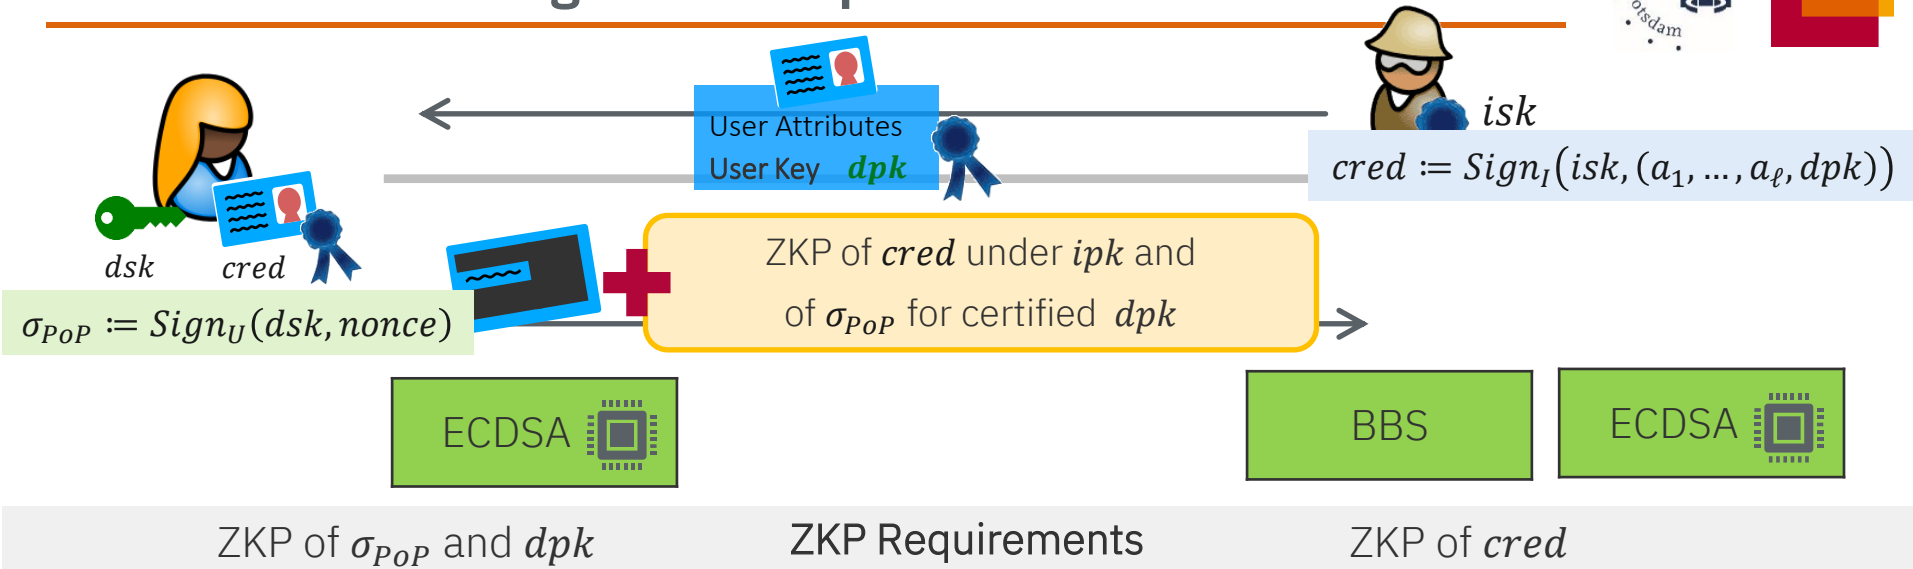 otsdam
isk
User Attributes
User Key dpk
cred ≔ Sign_I(isk, (a_1, …, a_ℓ, dpk))
dsk cred
ZKP of cred under ipk and
of σ_PoP for certified dpk
σ_PoP ≔ Sign_U(dsk, nonce)
ECDSA
BBS
ECDSA
ZKP of σ_PoP and dpk
ZKP Requirements
ZKP of cred